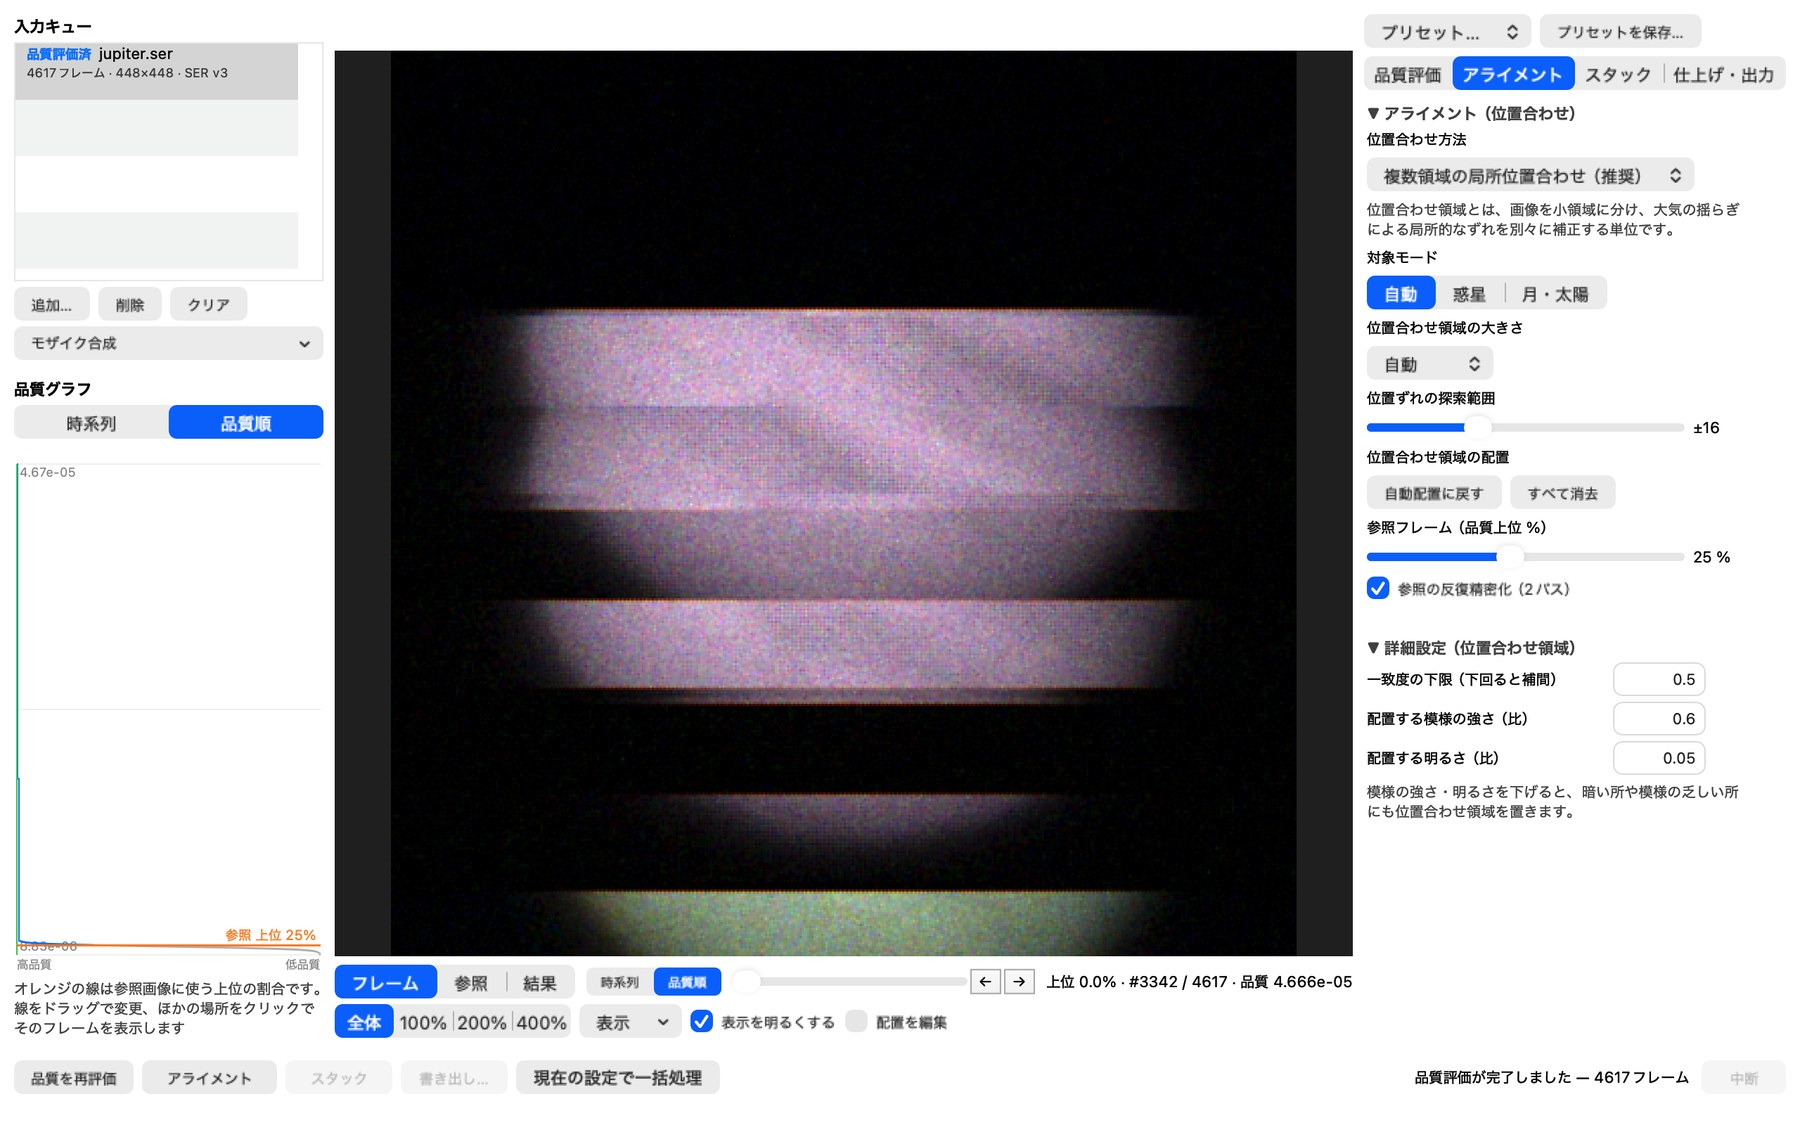 入力キュー
品質評価済 jupiter.ser
4617フレーム · 448×448 · SER v3
追加...
削除
クリア
モザイク合成
品質グラフ
時系列
品質順
4.67e-05
参照 上位 25%
高品質
低品質
オレンジの線は参照画像に使う上位の割合です。
線をドラッグで変更、ほかの場所をクリックで
そのフレームを表示します
フレーム
参照
結果
時系列
品質順
上位 0.0% · #3342 / 4617 · 品質 4.666e-05
全体
100%
200%
400%
表示
表示を明るくする
配置を編集
プリセット...
プリセットを保存...
品質評価
アライメント
スタック
仕上げ・出力
▼ アライメント（位置合わせ）
位置合わせ方法
複数領域の局所位置合わせ（推奨）
位置合わせ領域とは、画像を小領域に分け、大気の揺らぎ
による局所的なずれを別々に補正する単位です。
対象モード
自動
惑星
月・太陽
位置合わせ領域の大きさ
自動
位置ずれの探索範囲
±16
位置合わせ領域の配置
自動配置に戻す
すべて消去
参照フレーム（品質上位 %）
25 %
参照の反復精密化（2 パス）
▼ 詳細設定（位置合わせ領域）
一致度の下限（下回ると補間）
0.5
配置する模様の強さ（比）
0.6
配置する明るさ（比）
0.05
模様の強さ・明るさを下げると、暗い所や模様の乏しい所
にも位置合わせ領域を置きます。
品質を再評価
アライメント
スタック
書き出し...
現在の設定で一括処理
品質評価が完了しました — 4617フレーム
中断